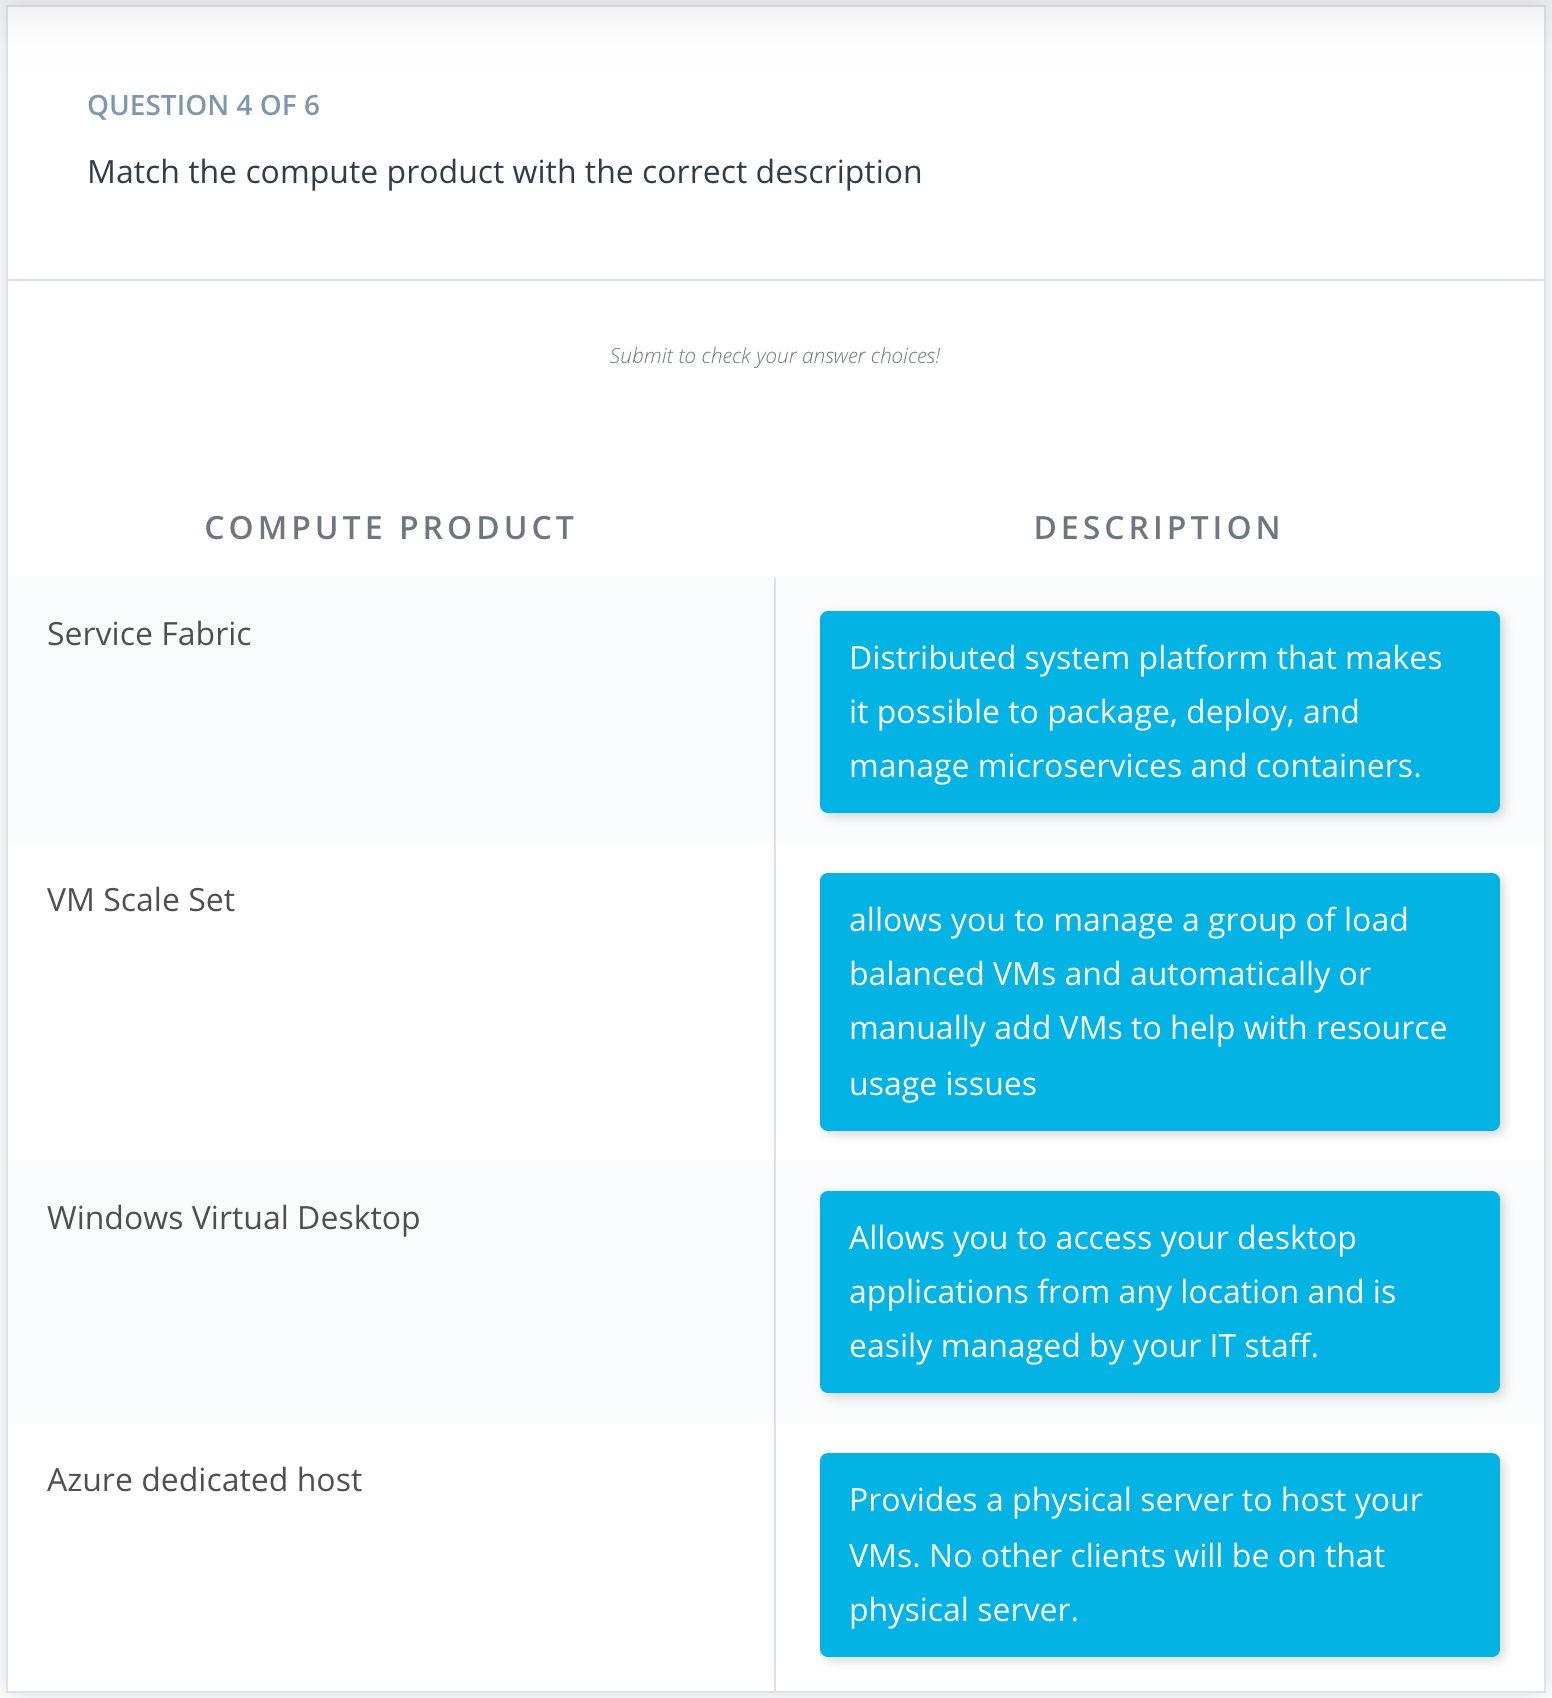 QUESTION 4 OF 6
Match the compute product with the correct description
Submit to check your answer choices!
COMPUTE PRODUCT
DESCRIPTION
Service Fabric
Distributed system platform that makes
it possible to package, deploy, and
manage microservices and containers.
VM Scale Set
allows you to manage a group of load
balanced VMs and automatically or
manually add VMs to help with resource
usage issues
Windows Virtual Desktop
Allows you to access your desktop
applications from any location and is
easily managed by your IT staff.
Azure dedicated host
Provides a physical server to host your
VMs. No other clients will be on that
physical server.